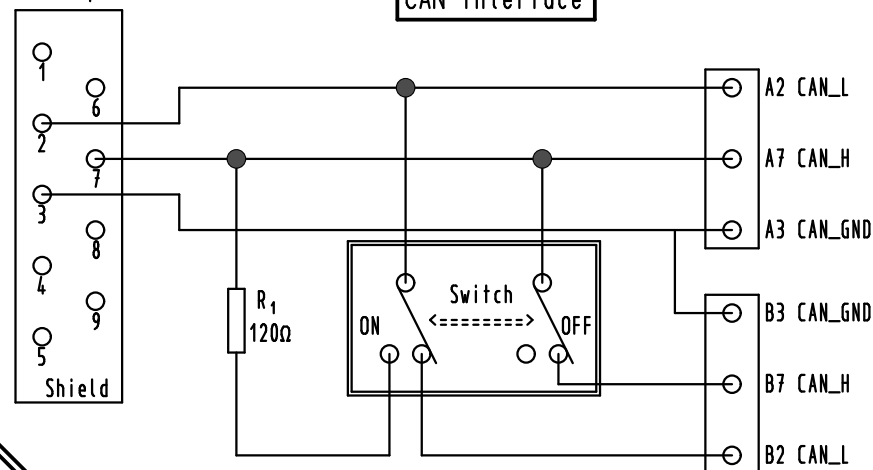 CAN Interface
1
6
2
7
3
8
4
9
5
Shield
R1
120Ω
ON
Switch
OFF
A2 CAN_L
A7 CAN_H
A3 CAN_GND
B3 CAN_GND
B7 CAN_H
B2 CAN_L